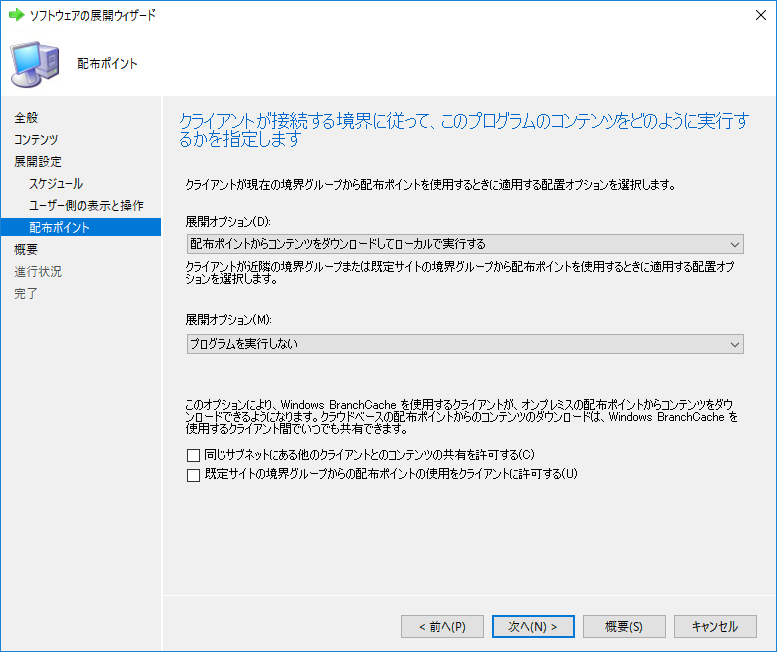 ソフトウェアの展開ウィザード
配布ポイント
全般
コンテンツ
展開設定
スケジュール
ユーザー側の表示と操作
配布ポイント
概要
進行状況
完了
クライアントが接続する境界に従って、このプログラムのコンテンツをどのように実行す
るかを指定します
クライアントが現在の境界グループから配布ポイントを使用するときに適用する配置オプションを選択します。
展開オプション(D):
配布ポイントからコンテンツをダウンロードしてローカルで実行する
クライアントが近隣の境界グループまたは既定サイトの境界グループから配布ポイントを使用するときに適用する配置オプ
ションを選択します。
展開オプション(M):
プログラムを実行しない
このオプションにより、Windows BranchCache を使用するクライアントが、オンプレミスの配布ポイントからコンテンツをダウ
ンロードできるようになります。クラウドベースの配布ポイントからのコンテンツのダウンロードは、Windows BranchCache を
使用するクライアント間でいつでも共有できます。
同じサブネットにある他のクライアントとのコンテンツの共有を許可する(C)
既定サイトの境界グループからの配布ポイントの使用をクライアントに許可する(U)
< 前へ(P)
次へ(N) >
概要(S)
キャンセル